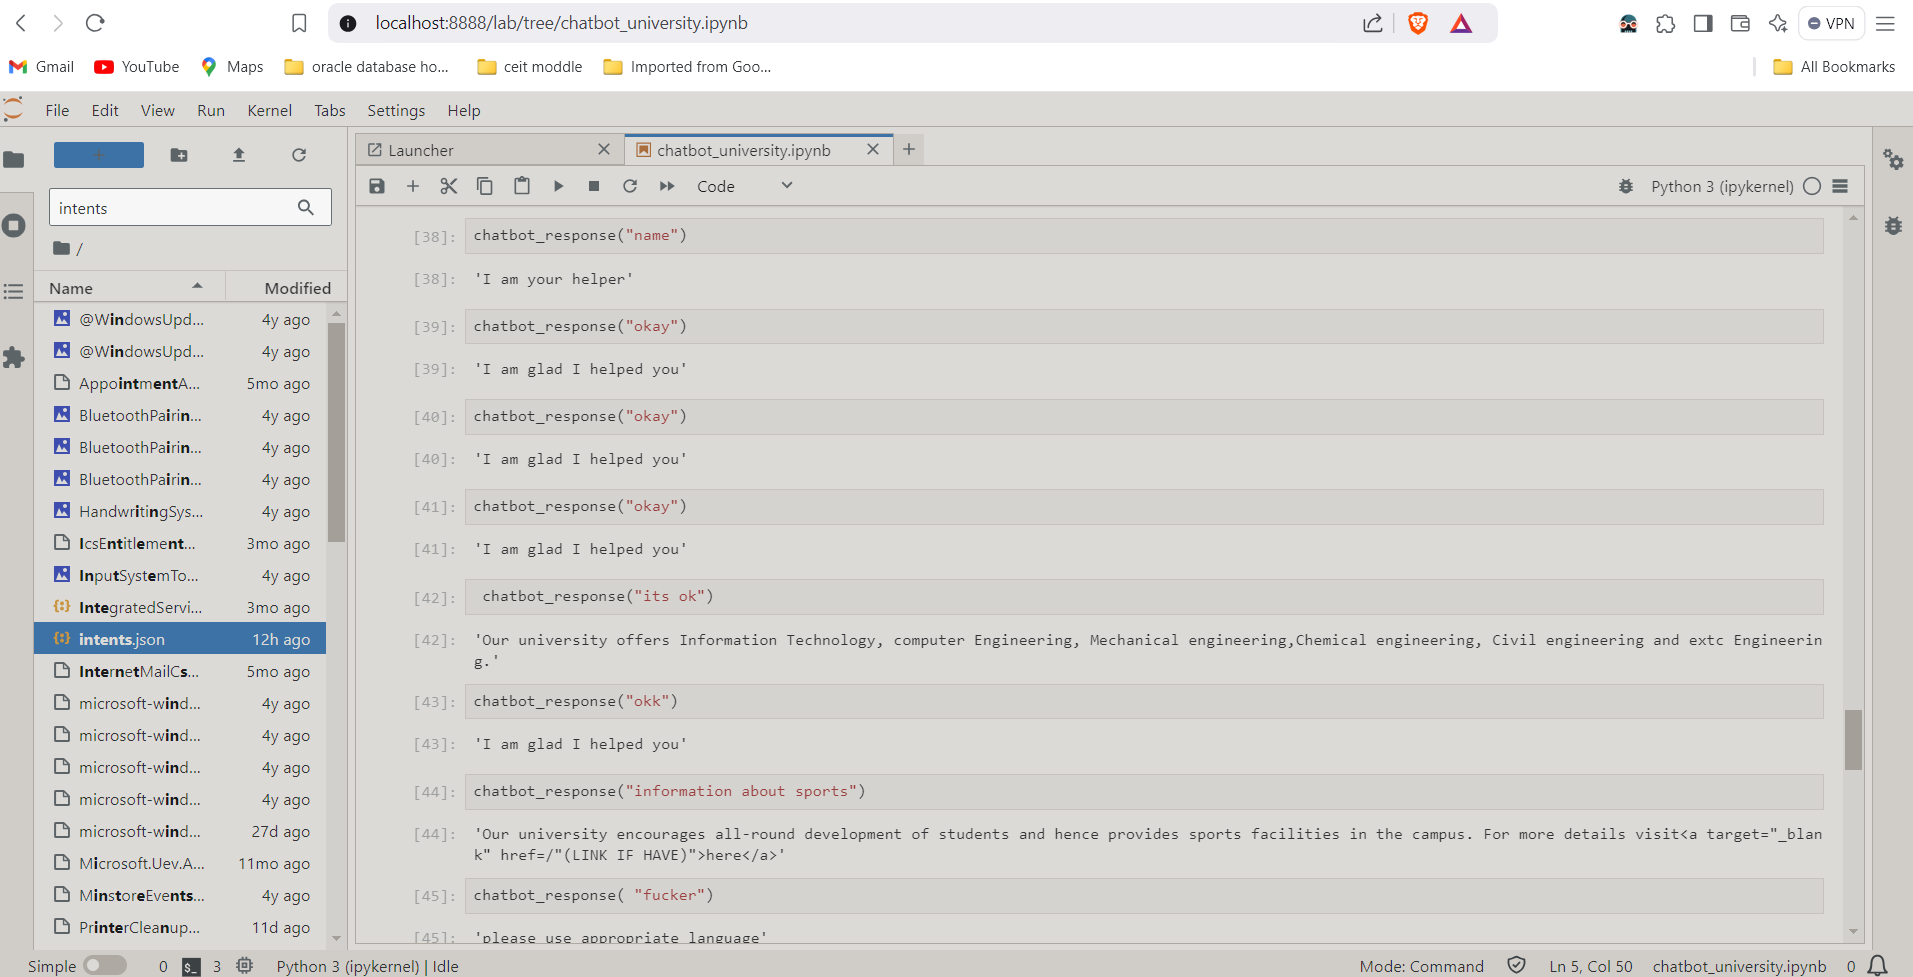 localhost:8888/lab/tree/chatbot_university.ipynb
VPN
Gmail YouTube Maps oracle database ho... ceit moddle Imported from Goo... All Bookmarks
File Edit View Run Kernel Tabs Settings Help
Launcher chatbot_university.ipynb
Code Python 3 (ipykernel)
intents
/
Name Modified
@WindowsUpd... 4y ago
@WindowsUpd... 4y ago
AppointmentA... 5mo ago
BluetoothPairin... 4y ago
BluetoothPairin... 4y ago
BluetoothPairin... 4y ago
HandwritingSys... 4y ago
IcsEntitlement... 3mo ago
InputSystemTo... 4y ago
IntegratedServi... 3mo ago
intents.json 12h ago
InternetMailCs... 5mo ago
microsoft-wind... 4y ago
microsoft-wind... 4y ago
microsoft-wind... 4y ago
microsoft-wind... 4y ago
microsoft-wind... 27d ago
Microsoft.Uev.A... 11mo ago
MinstoreEvents... 4y ago
PrinterCleanup... 11d ago
[38]: chatbot_response("name")
[38]: 'I am your helper'
[39]: chatbot_response("okay")
[39]: 'I am glad I helped you'
[40]: chatbot_response("okay")
[40]: 'I am glad I helped you'
[41]: chatbot_response("okay")
[41]: 'I am glad I helped you'
[42]: chatbot_response("its ok")
[42]: 'Our university offers Information Technology, computer Engineering, Mechanical engineering,Chemical engineering, Civil engineering and extc Engineerin
g.'
[43]: chatbot_response("okk")
[43]: 'I am glad I helped you'
[44]: chatbot_response("information about sports")
[44]: 'Our university encourages all-round development of students and hence provides sports facilities in the campus. For more details visit<a target="_blan
k" href=/"(LINK IF HAVE)">here</a>'
[45]: chatbot_response( "fucker")
[45]: 'please use appropriate language'
Simple 0 $_ 3 Python 3 (ipykernel) | Idle Mode: Command Ln 5, Col 50 chatbot_university.ipynb 0